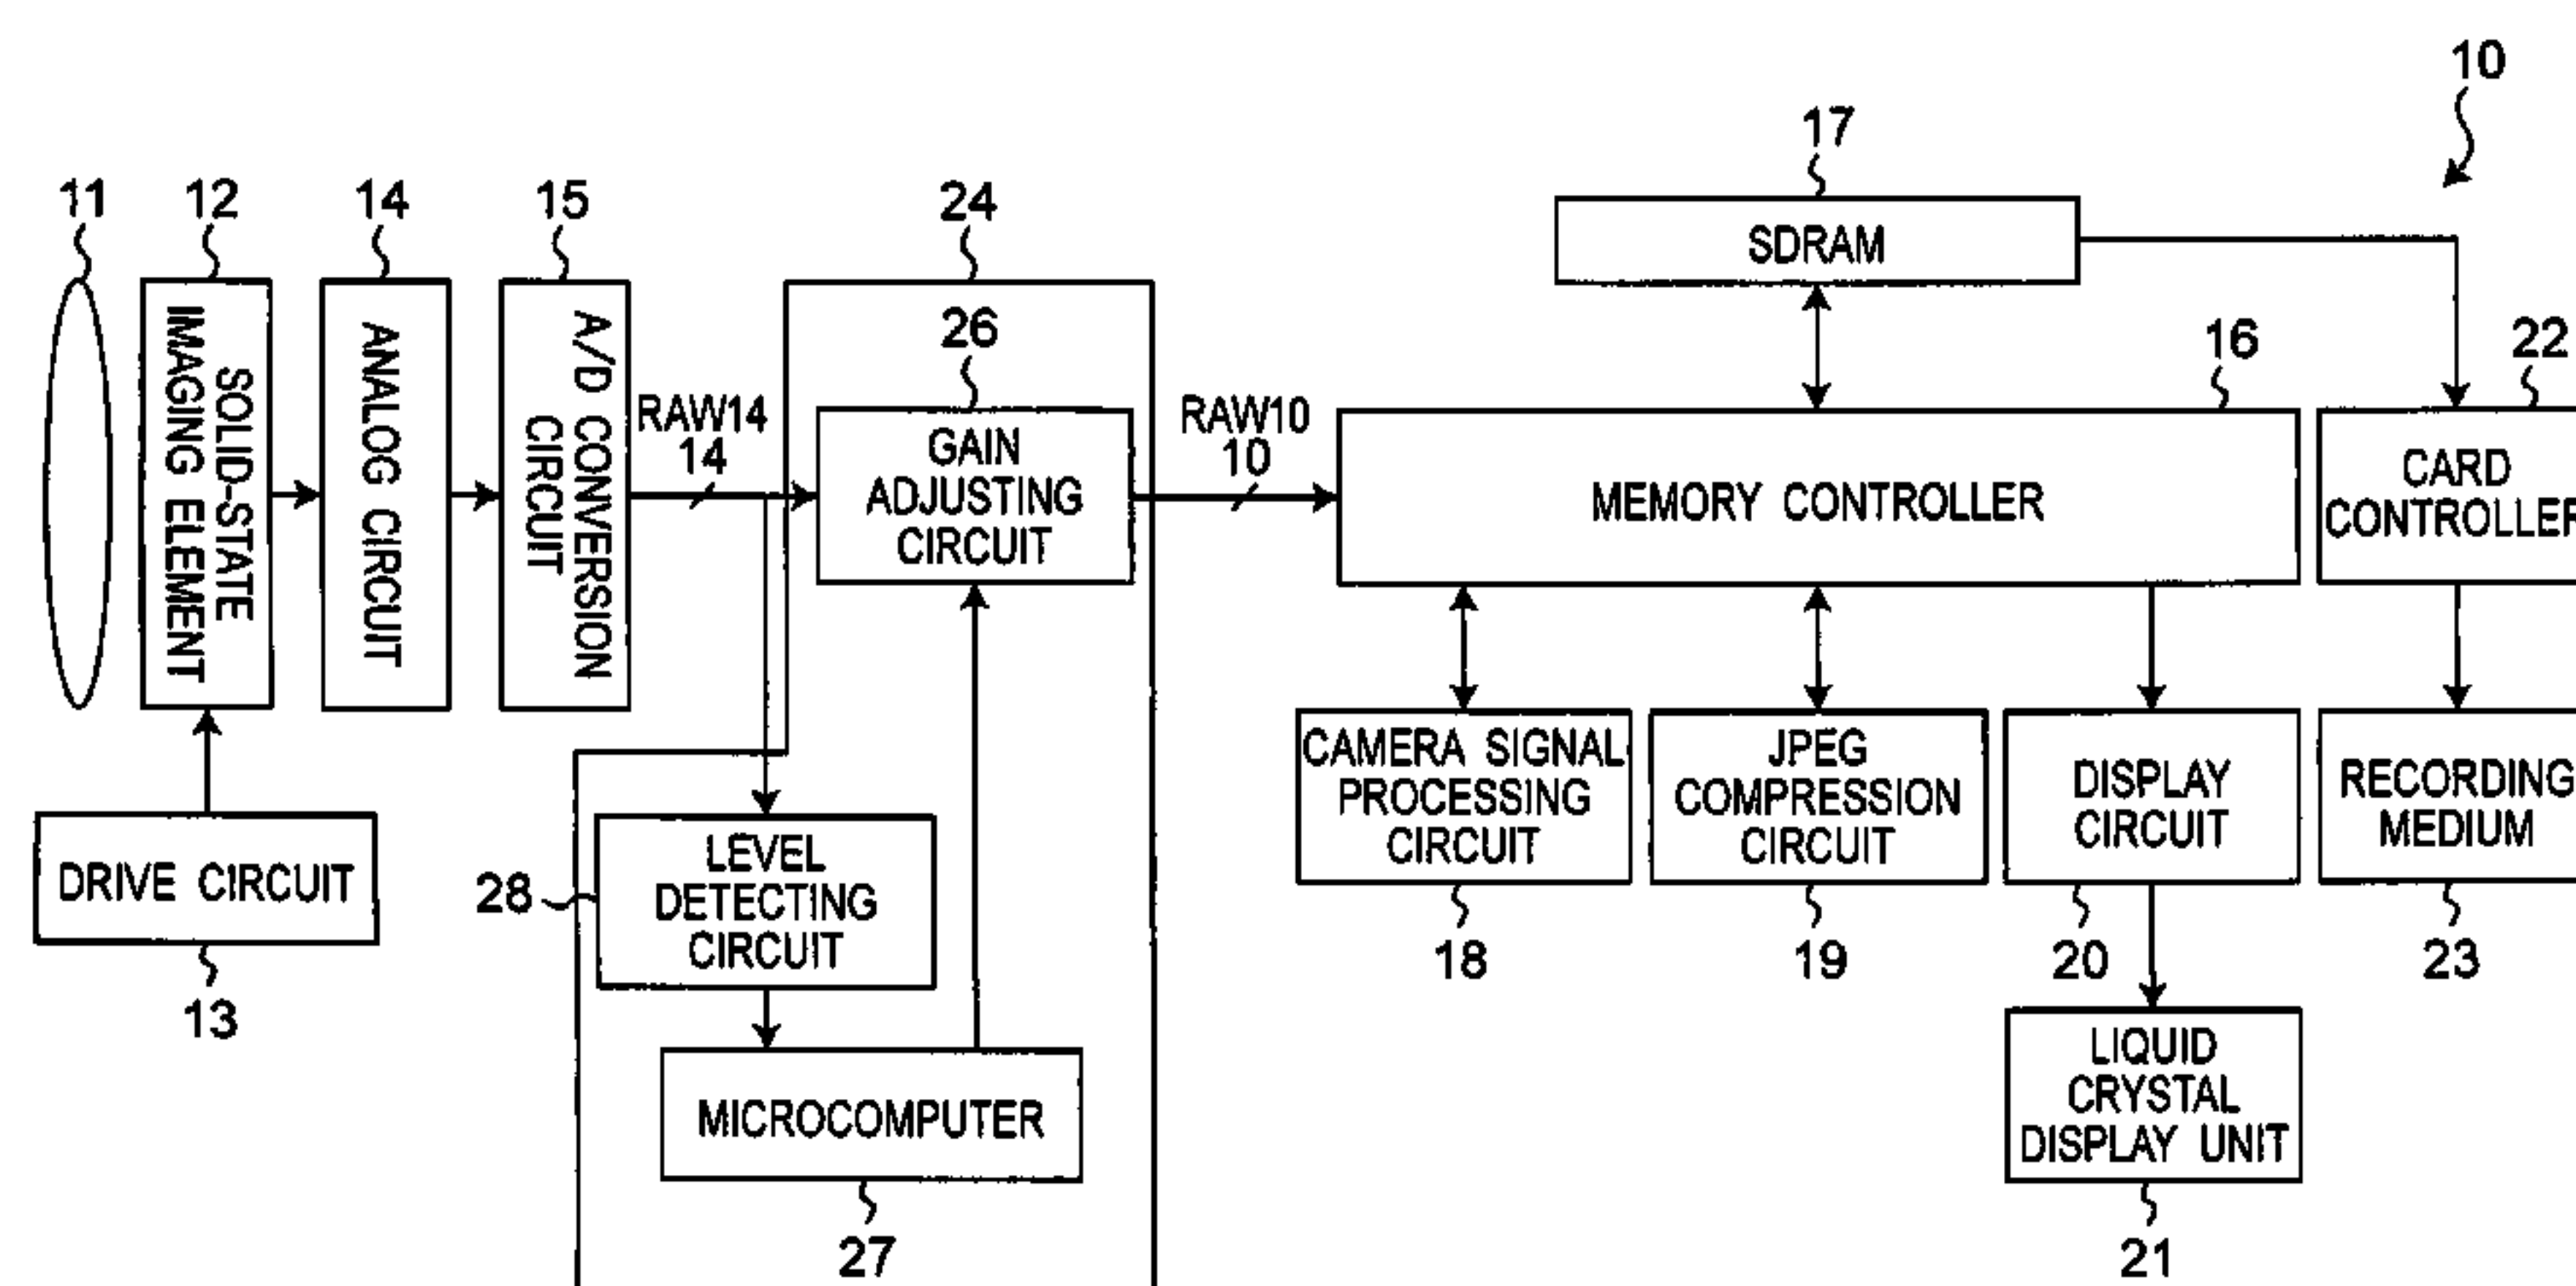 10
17
11
12
14
15
24
SDRAM
26
16
22
SOLID-STATE
IMAGING ELEMENT
ANALOG CIRCUIT
A/D CONVERSION
CIRCUIT
RAW14
14
GAIN
ADJUSTING
CIRCUIT
RAW10
10
MEMORY CONTROLLER
CARD
CONTROLLER
DRIVE CIRCUIT
13
28
LEVEL
DETECTING
CIRCUIT
CAMERA SIGNAL
PROCESSING
CIRCUIT
18
JPEG
COMPRESSION
CIRCUIT
19
DISPLAY
CIRCUIT
20
RECORDING
MEDIUM
23
MICROCOMPUTER
27
LIQUID
CRYSTAL
DISPLAY UNIT
21